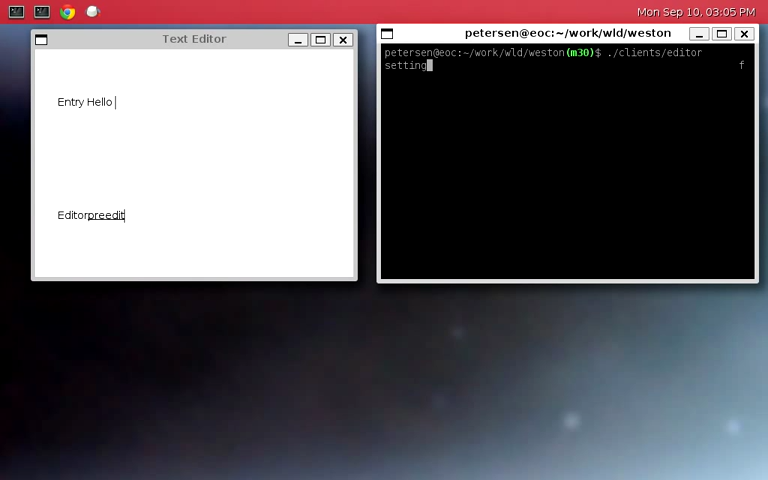 Mon Sep 10, 03:05 PM
Text Editor
Entry Hello
Editorpreedit
petersen@eoc:~/work/wld/weston
petersen@eoc:~/work/wld/weston(m30)$ ./clients/editor
setting f